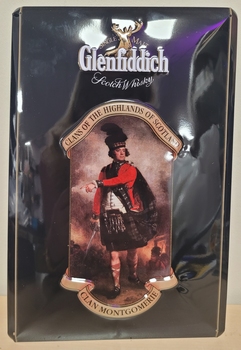 Glenfiddich
Scotch Whisky
CLANS OF THE HIGHLANDS OF SCOTLAND
CLAN MONTGOMERIE